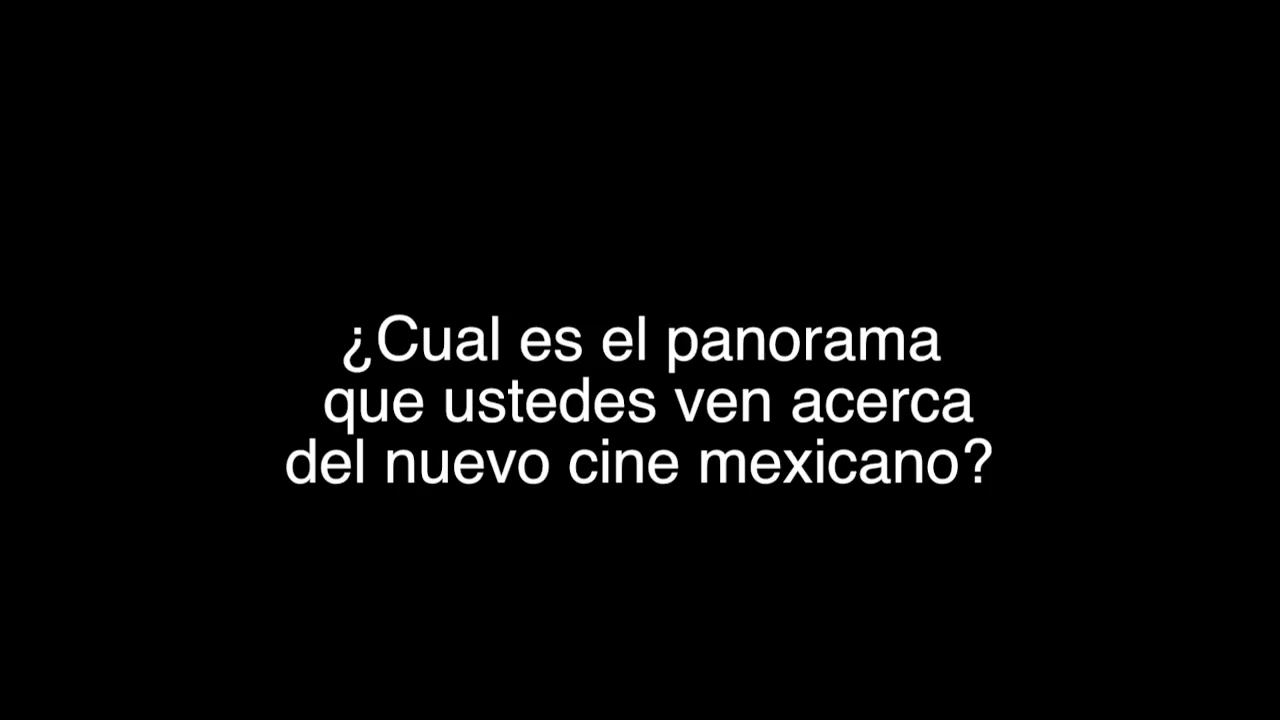 ¿Cual es el panorama
que ustedes ven acerca
del nuevo cine mexicano?